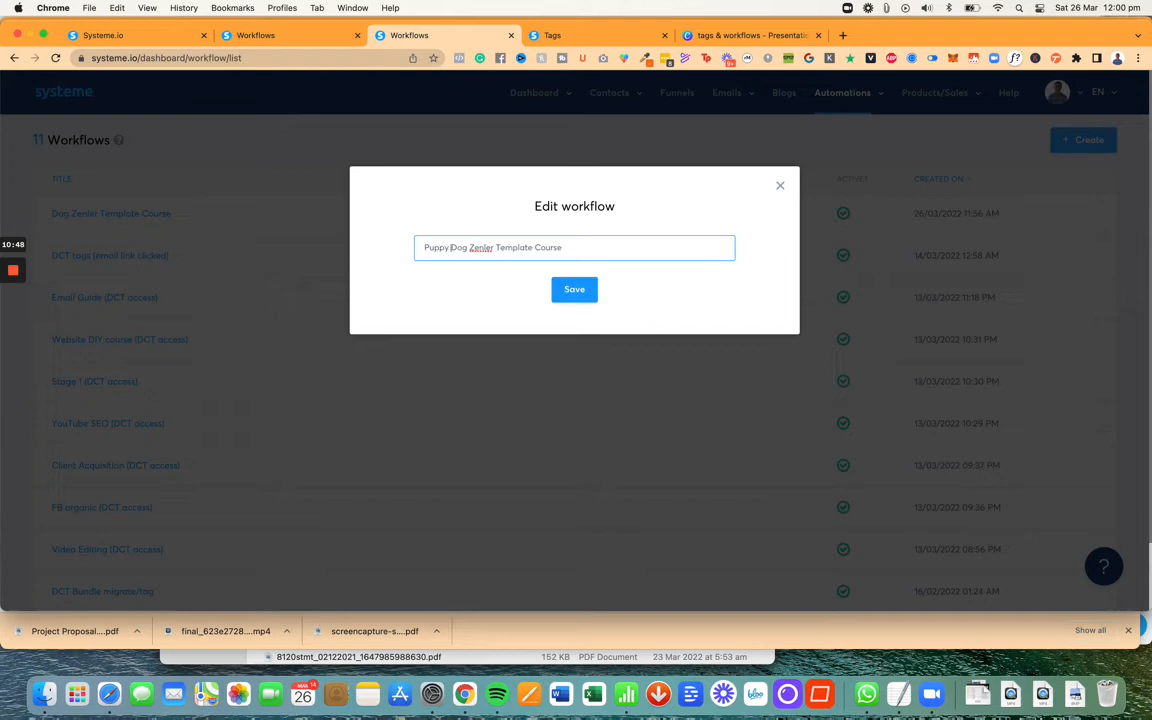 Chrome File Edit View History Bookmarks Profiles Tab Window Help Sat 26 Mar 12:00 pm
Systeme.io Workflows Workflows Tags tags & workflows - Presentatio
systeme.io/dashboard/workflow/list
systeme Dashboard Contacts Funnels Emails Blogs Automations Products/Sales Help EN
11 Workflows ? + Create
TITLE ACTIVE? CREATED ON
Edit workflow
Dog Zenler Template Course 26/03/2022 11:56 AM
10:48
Puppy Dog Zenler Template Course
DCT tags (email link clicked) 14/03/2022 12:58 AM
Save
Email Guide (DCT access) 13/03/2022 11:18 PM
Website DIY course (DCT access) 13/03/2022 10:31 PM
Stage 1 (DCT access) 13/03/2022 10:30 PM
YouTube SEO (DCT access) 13/03/2022 10:29 PM
Client Acquisition (DCT access) 13/03/2022 09:37 PM
FB organic (DCT access) 13/03/2022 09:36 PM
Video Editing (DCT access) 13/03/2022 08:56 PM
?
DCT Bundle migrate/tag 16/02/2022 01:24 AM
Project Proposal....pdf final_623e2728....mp4 screencapture-s....pdf Show all
8120stmt_02122021_1647985988630.pdf 152 KB PDF Document 23 Mar 2022 at 5:53 am